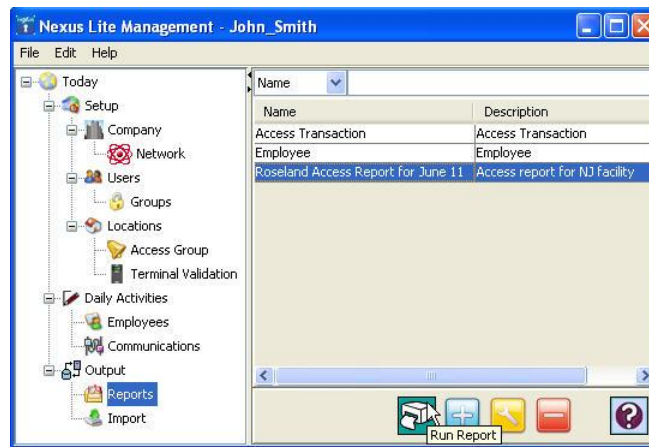 Nexus Lite Management - John_Smith
File Edit Help
Today
Setup
Company
Network
Users
Groups
Locations
Access Group
Terminal Validation
Daily Activities
Employees
Communications
Output
Reports
Import
Name
Name Description
Access Transaction Access Transaction
Employee Employee
Roseland Access Report for June 11 Access report for NJ facility
Run Report